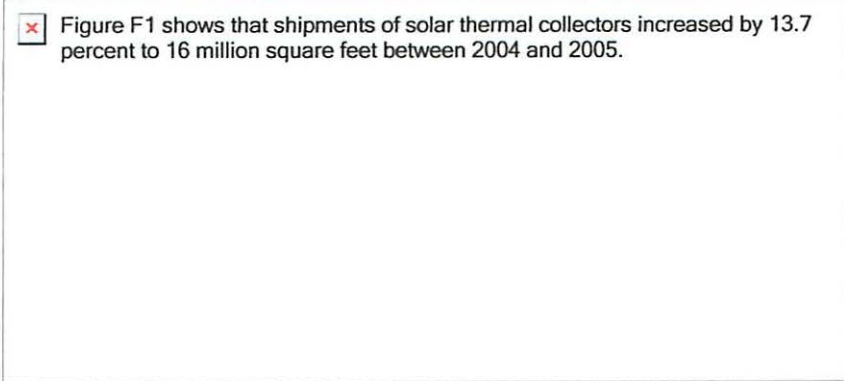 Figure F1 shows that shipments of solar thermal collectors increased by 13.7
percent to 16 million square feet between 2004 and 2005.